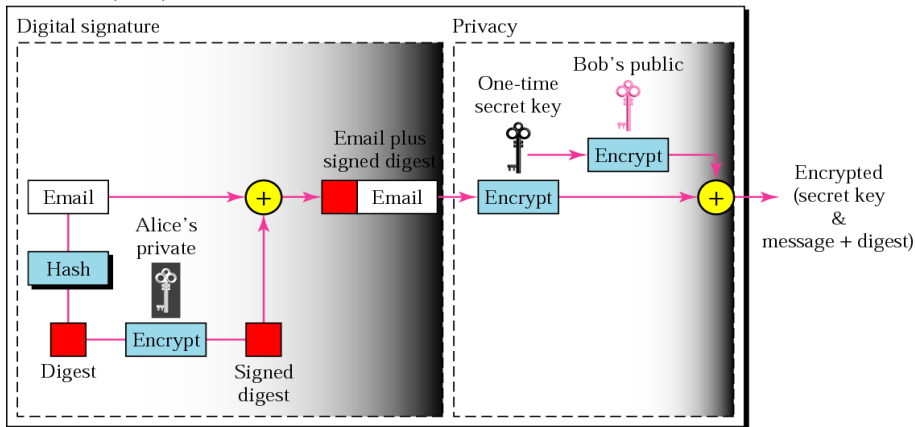 Digital signature
Privacy
Bob's public
One-time
secret key
Email plus
signed digest
Encrypt
Encrypted
(secret key
&
message + digest)
Email
+
Email
Encrypt
+
Alice's
private
Hash
Encrypt
Digest
Signed
digest